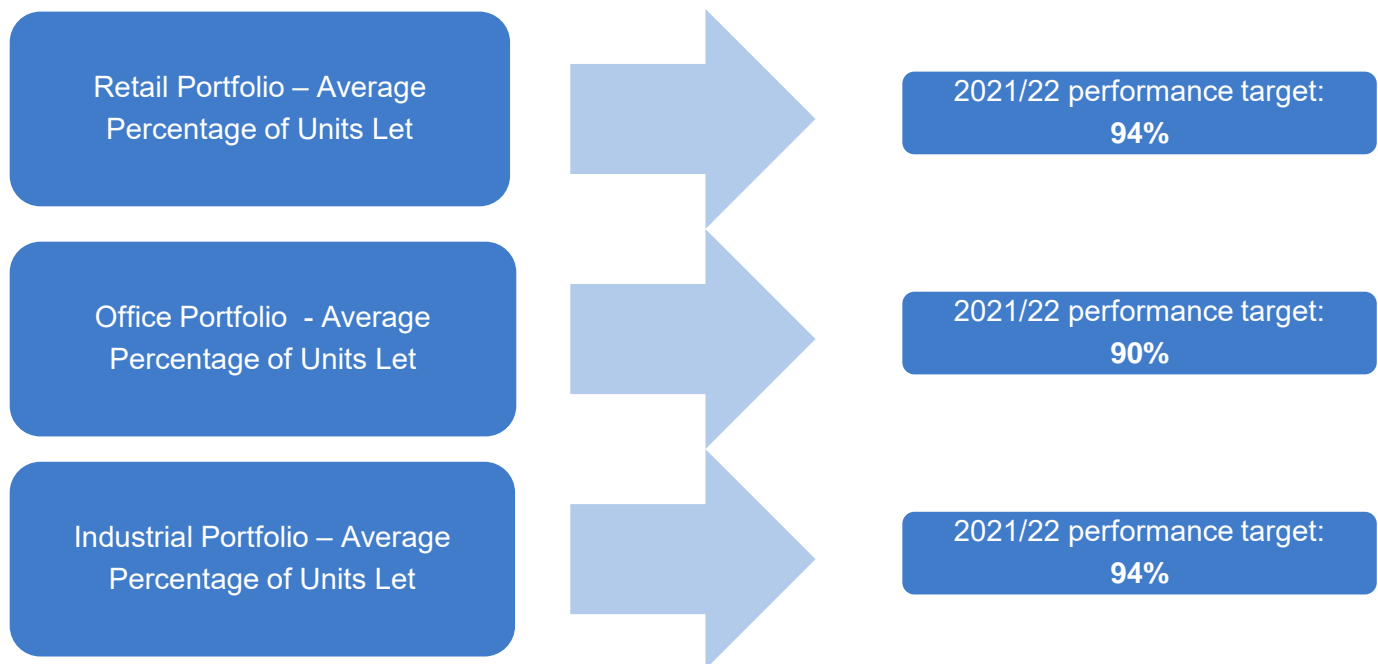 Retail Portfolio – Average
Percentage of Units Let
2021/22 performance target:
94%
Office Portfolio  - Average
Percentage of Units Let
2021/22 performance target:
90%
Industrial Portfolio – Average
Percentage of Units Let
2021/22 performance target:
94%